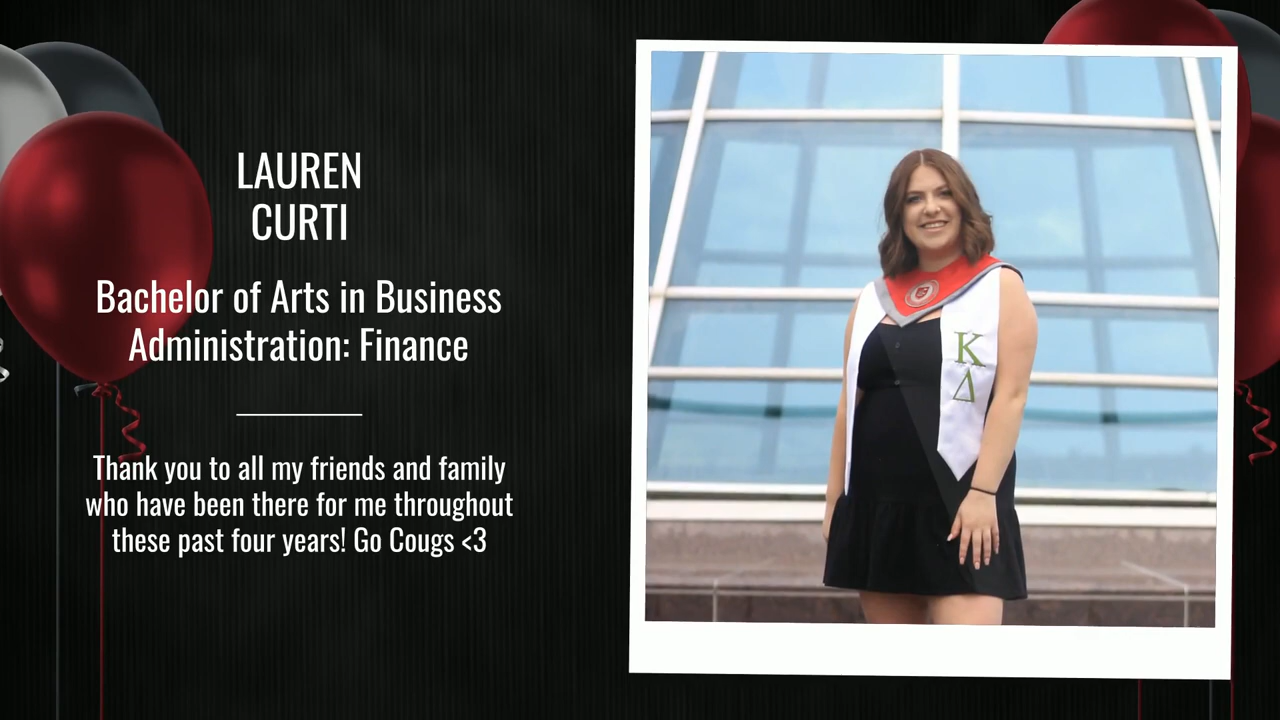 LAUREN
CURTI
Bachelor of Arts in Business
Administration: Finance
Thank you to all my friends and family
who have been there for me throughout
these past four years! Go Cougs <3
Κ
Δ